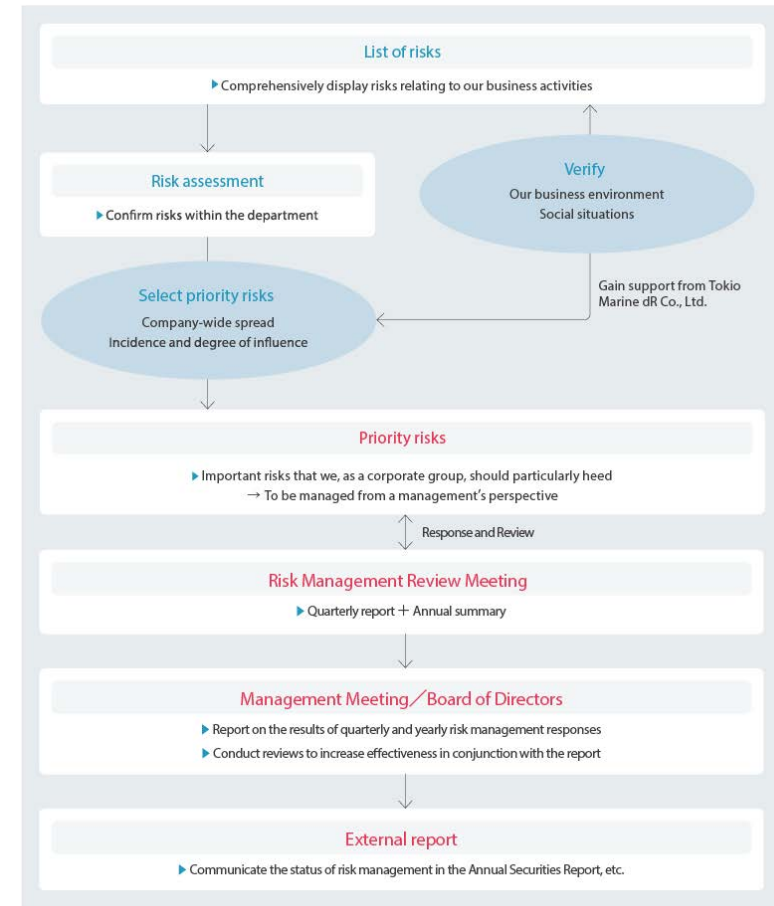 List of risks
▶ Comprehensively display risks relating to our business activities
Risk assessment
▶ Confirm risks within the department
Verify
Our business environment
Social situations
Gain support from Tokio
Marine dR Co., Ltd.
Select priority risks
Company-wide spread
Incidence and degree of influence
Priority risks
▶ Important risks that we, as a corporate group, should particularly heed
→ To be managed from a management's perspective
Response and Review
Risk Management Review Meeting
▶ Quarterly report + Annual summary
Management Meeting／Board of Directors
▶ Report on the results of quarterly and yearly risk management responses
▶ Conduct reviews to increase effectiveness in conjunction with the report
External report
▶ Communicate the status of risk management in the Annual Securities Report, etc.